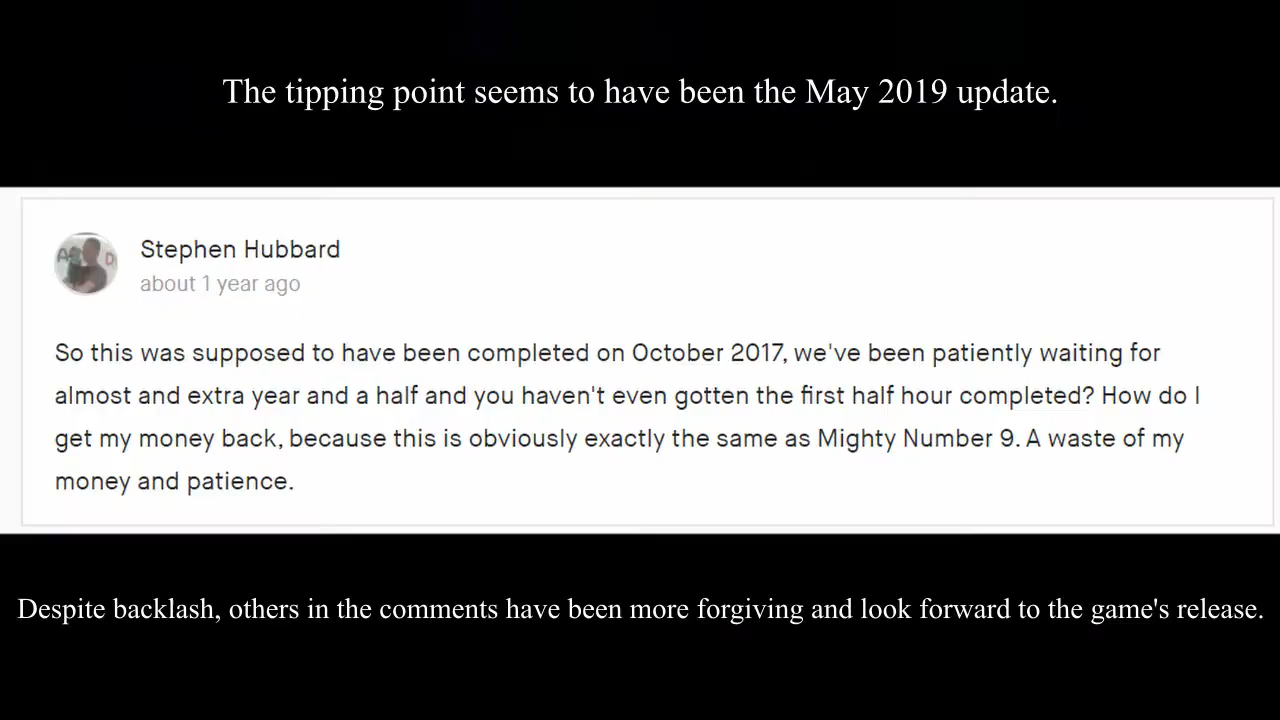 The tipping point seems to have been the May 2019 update.
Stephen Hubbard
about 1 year ago
So this was supposed to have been completed on October 2017, we've been patiently waiting for
almost and extra year and a half and you haven't even gotten the first half hour completed? How do I
get my money back, because this is obviously exactly the same as Mighty Number 9. A waste of my
money and patience.
Despite backlash, others in the comments have been more forgiving and look forward to the game's release.